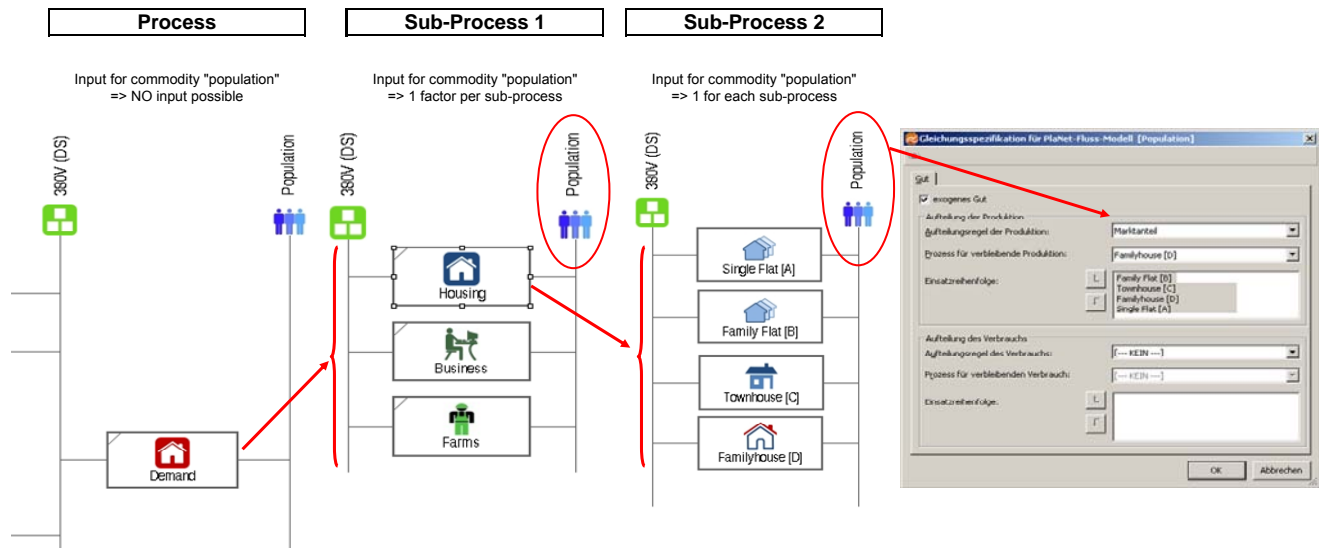 Process
Sub-Process 1
Sub-Process 2
Input for commodity "population"
=> NO input possible
Input for commodity "population"
=> 1 factor per sub-process
Input for commodity "population"
=> 1 for each sub-process
380V (DS)
Population
380V (DS)
Population
380V (DS)
Population
Demand
Housing
Business
Farms
Single Flat [A]
Family Flat [B]
Townhouse [C]
Familyhouse [D]
Gleichungsspezifikation für PlaNet-Fluss-Modell [Population]
Gut
exogenes Gut
Aufteilung der Produktion
Aufteilungsregel der Produktion:
Marktanteil
Prozess für verbleibende Produktion:
Familyhouse [D]
Einsatzreihenfolge:
Family Flat [B]
Townhouse [C]
Familyhouse [D]
Single Flat [A]
Aufteilung des Verbrauchs
Aufteilungsregel des Verbrauchs:
[--- KEIN ---]
Prozess für verbleibenden Verbrauch:
[--- KEIN ---]
Einsatzreihenfolge:
OK
Abbrechen